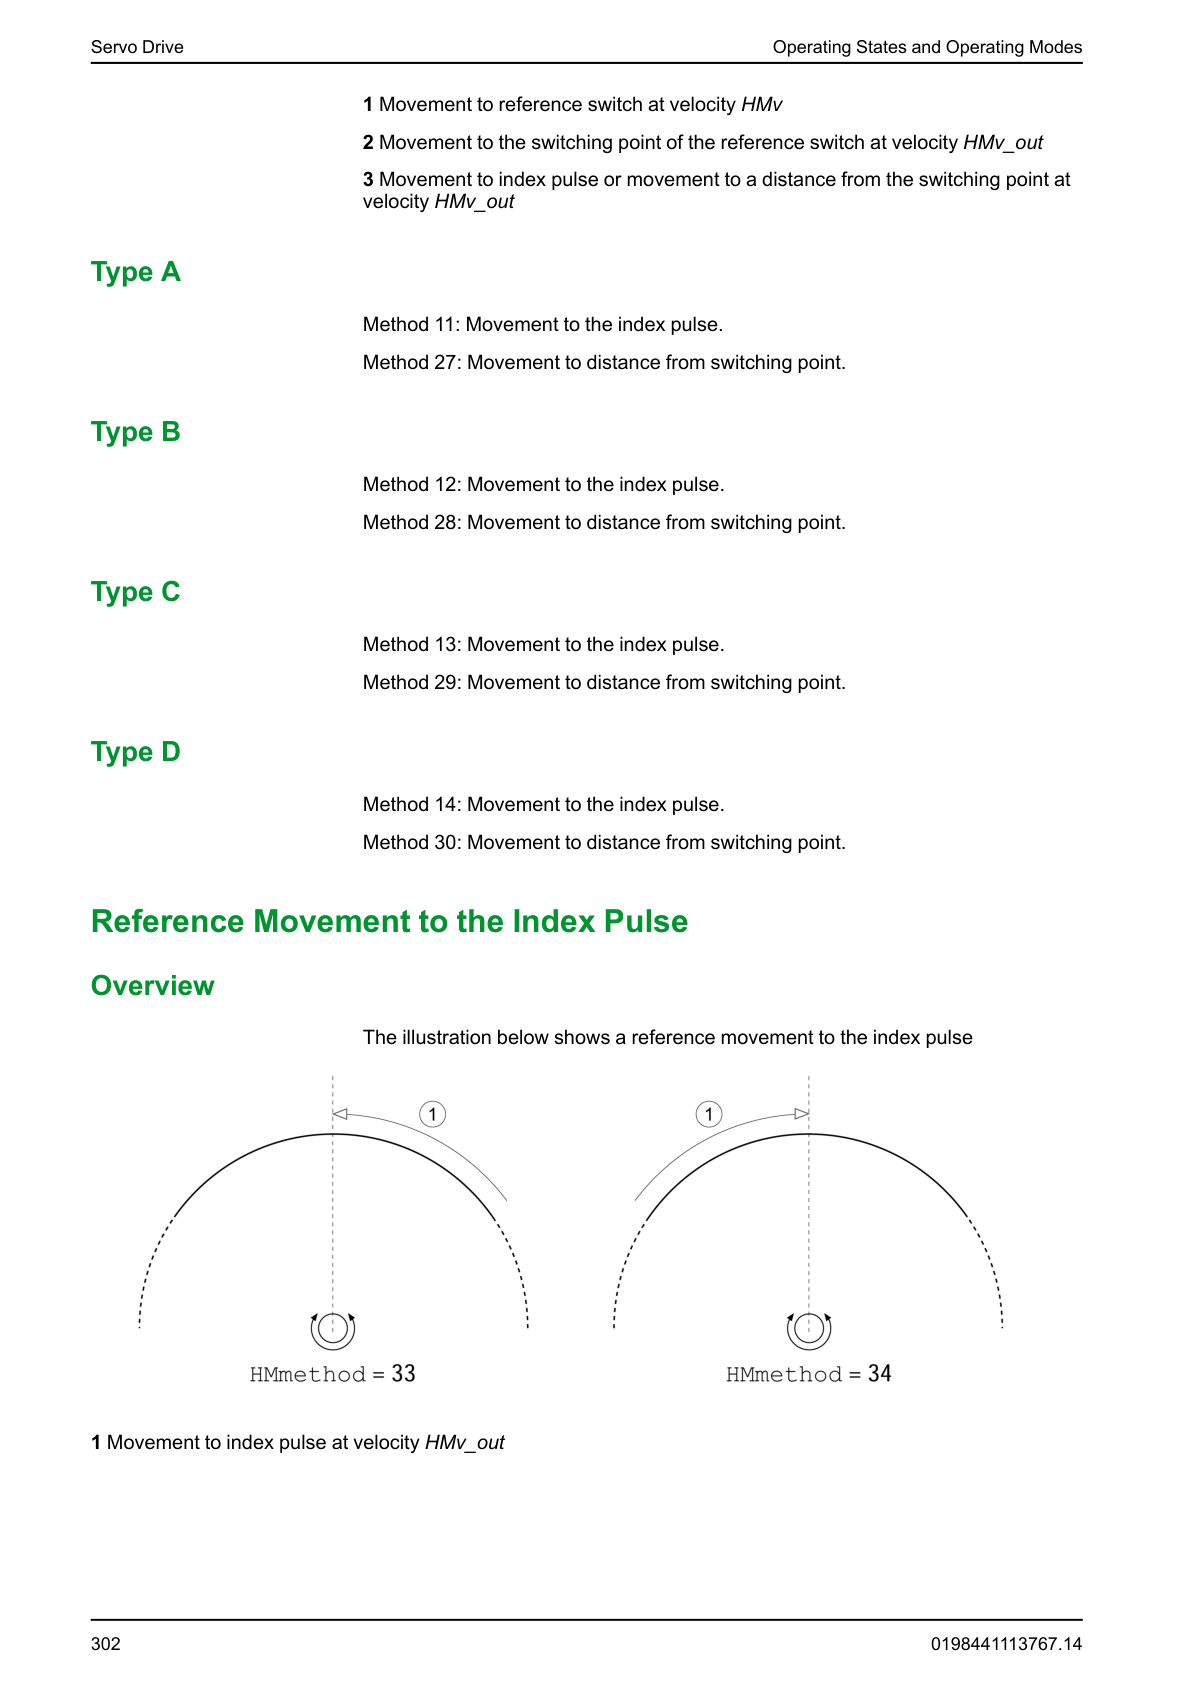 Servo Drive
Operating States and Operating Modes
1 Movement to reference switch at velocity HMv
2 Movement to the switching point of the reference switch at velocity HMv_out
3 Movement to index pulse or movement to a distance from the switching point at
velocity HMv_out
Type A
Method 11: Movement to the index pulse.
Method 27: Movement to distance from switching point.
Type B
Method 12: Movement to the index pulse.
Method 28: Movement to distance from switching point.
Type C
Method 13: Movement to the index pulse.
Method 29: Movement to distance from switching point.
Type D
Method 14: Movement to the index pulse.
Method 30: Movement to distance from switching point.
Reference Movement to the Index Pulse
Overview
The illustration below shows a reference movement to the index pulse
1
1
HMmethod = 33
HMmethod = 34
1 Movement to index pulse at velocity HMv_out
302
0198441113767.14